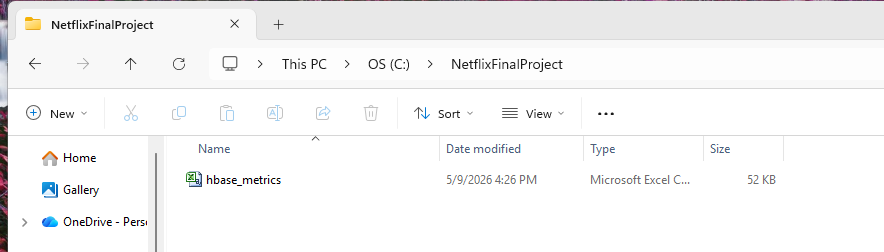 NetflixFinalProject
This PC OS (C:) NetflixFinalProject
New Sort View
Name Date modified Type Size
Home
hbase_metrics 5/9/2026 4:26 PM Microsoft Excel C... 52 KB
Gallery
OneDrive - Perso